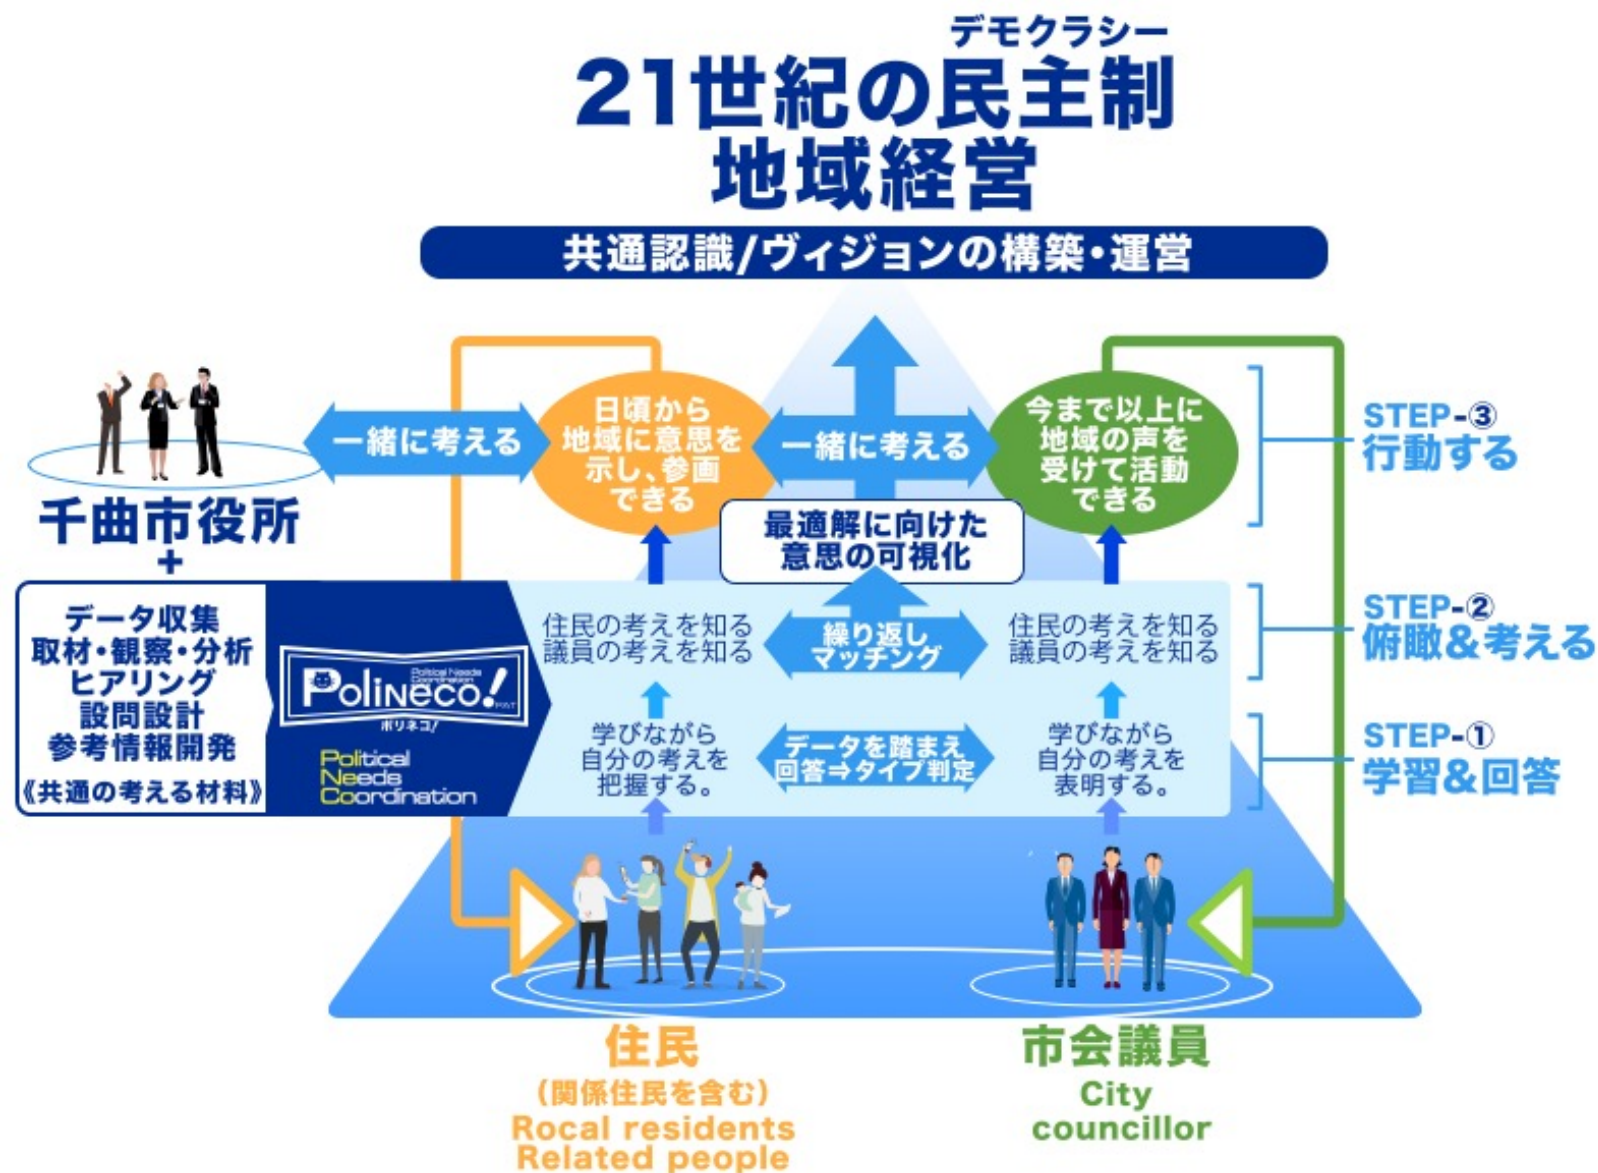 デモクラシー
21世紀の民主制
地域経営
共通認識/ヴィジョンの構築・運営
千曲市役所
+
一緒に考える
日頃から
地域に意思を
示し、参画
できる
一緒に考える
今まで以上に
地域の声を
受けて活動
できる
STEP-③
行動する
最適解に向けた
意思の可視化
データ収集
取材・観察・分析
ヒアリング
設問設計
参考情報開発
《共通の考える材料》
Political Needs
Coordination
PoliNeco!
ポリネコ!
Political
Needs
Coordination
住民の考えを知る
議員の考えを知る
繰り返し
マッチング
住民の考えを知る
議員の考えを知る
STEP-②
俯瞰&考える
学びながら
自分の考えを
把握する。
データを踏まえ
回答⇒タイプ判定
学びながら
自分の考えを
表明する。
STEP-①
学習&回答
住民
(関係住民を含む)
Rocal residents
Related people
市会議員
City
councillor